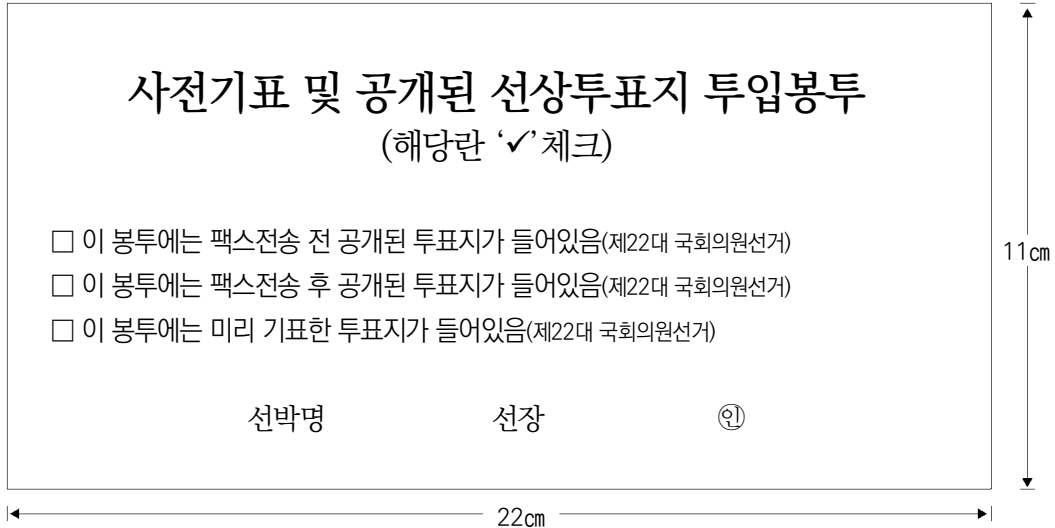 사전기표 및 공개된 선상투표지 투입봉투
(해당란 ‘✓’ 체크)
□ 이 봉투에는 팩스전송 전 공개된 투표지가 들어있음(제22대 국회의원선거)
□ 이 봉투에는 팩스전송 후 공개된 투표지가 들어있음(제22대 국회의원선거)
□ 이 봉투에는 미리 기표한 투표지가 들어있음(제22대 국회의원선거)
선박명 선장 ㊞
11㎝
22㎝